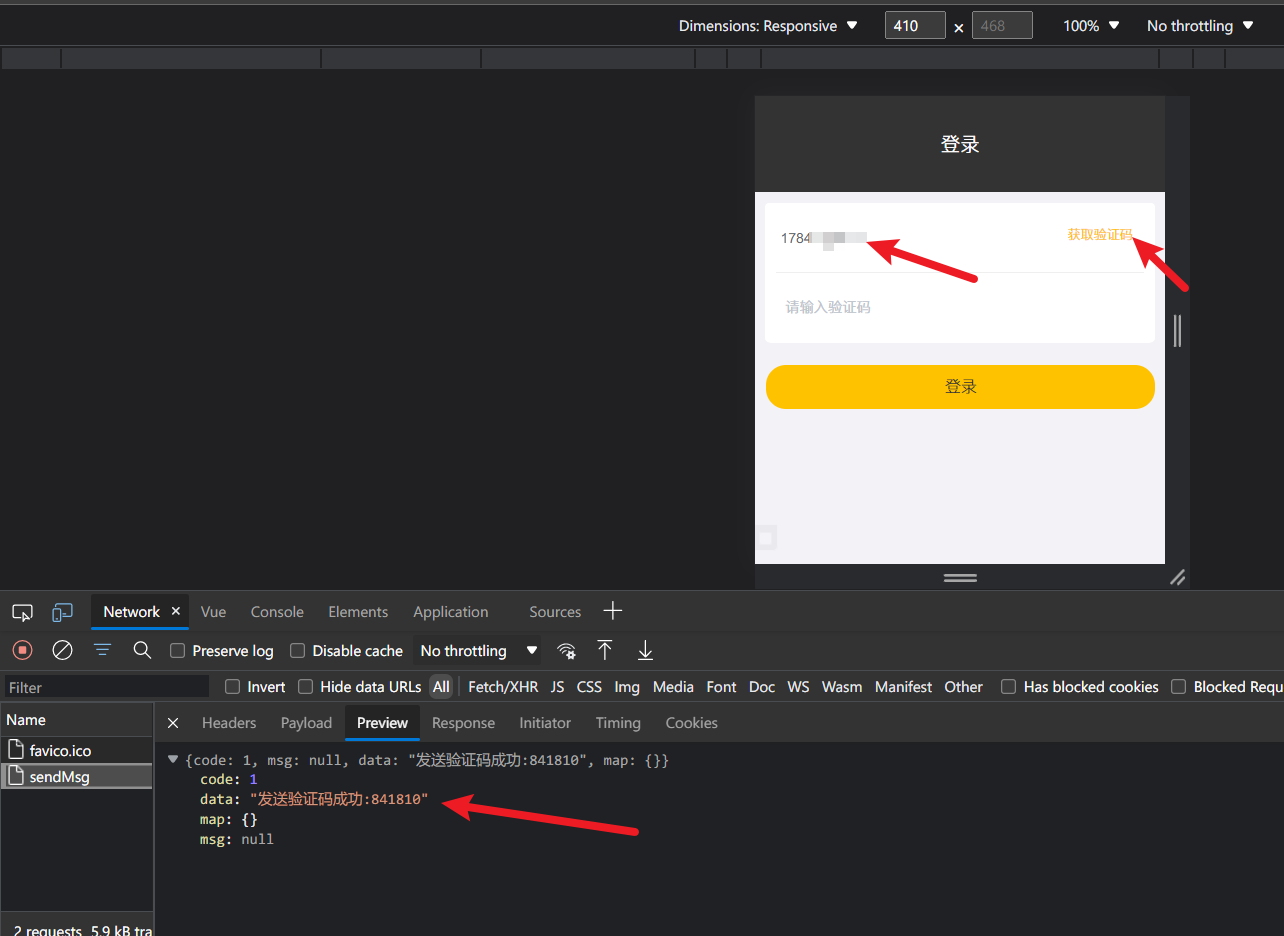 Dimensions: Responsive 410 × 468 100% No throttling
登录
1784
获取验证码
请输入验证码
登录
Network × Vue Console Elements Application Sources
Preserve log Disable cache No throttling
Filter Invert Hide data URLs All Fetch/XHR JS CSS Img Media Font Doc WS Wasm Manifest Other Has blocked cookies Blocked Requ
Name
favico.ico
sendMsg
2 requests 5.9 kB tra
Headers Payload Preview Response Initiator Timing Cookies
{code: 1, msg: null, data: "发送验证码成功:841810", map: {}}
code: 1
data: "发送验证码成功:841810"
map: {}
msg: null